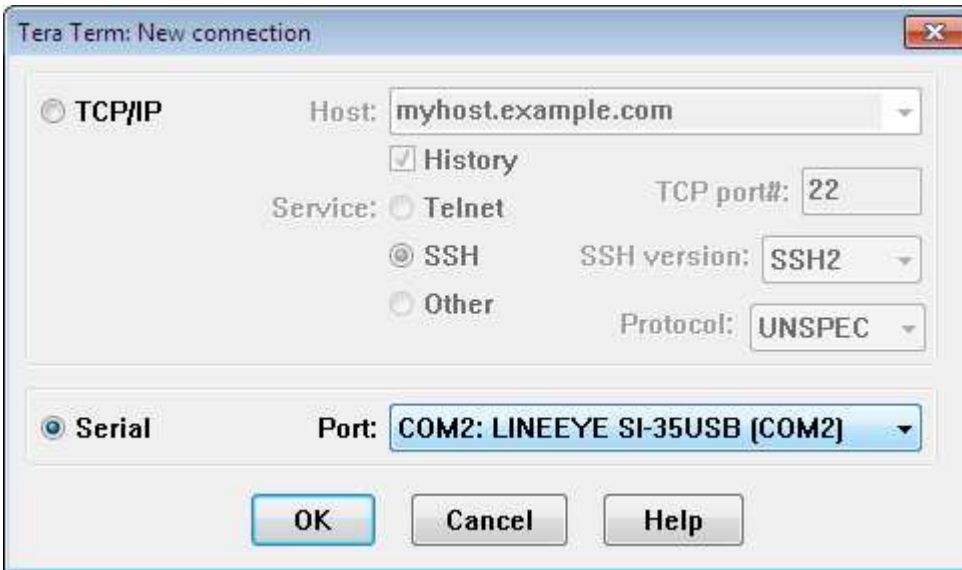 Tera Term: New connection
TCP/IP Host: myhost.example.com
History
Service: Telnet TCP port#: 22
SSH SSH version: SSH2
Other Protocol: UNSPEC
Serial Port: COM2: LINEEYE SI-35USB (COM2)
OK Cancel Help